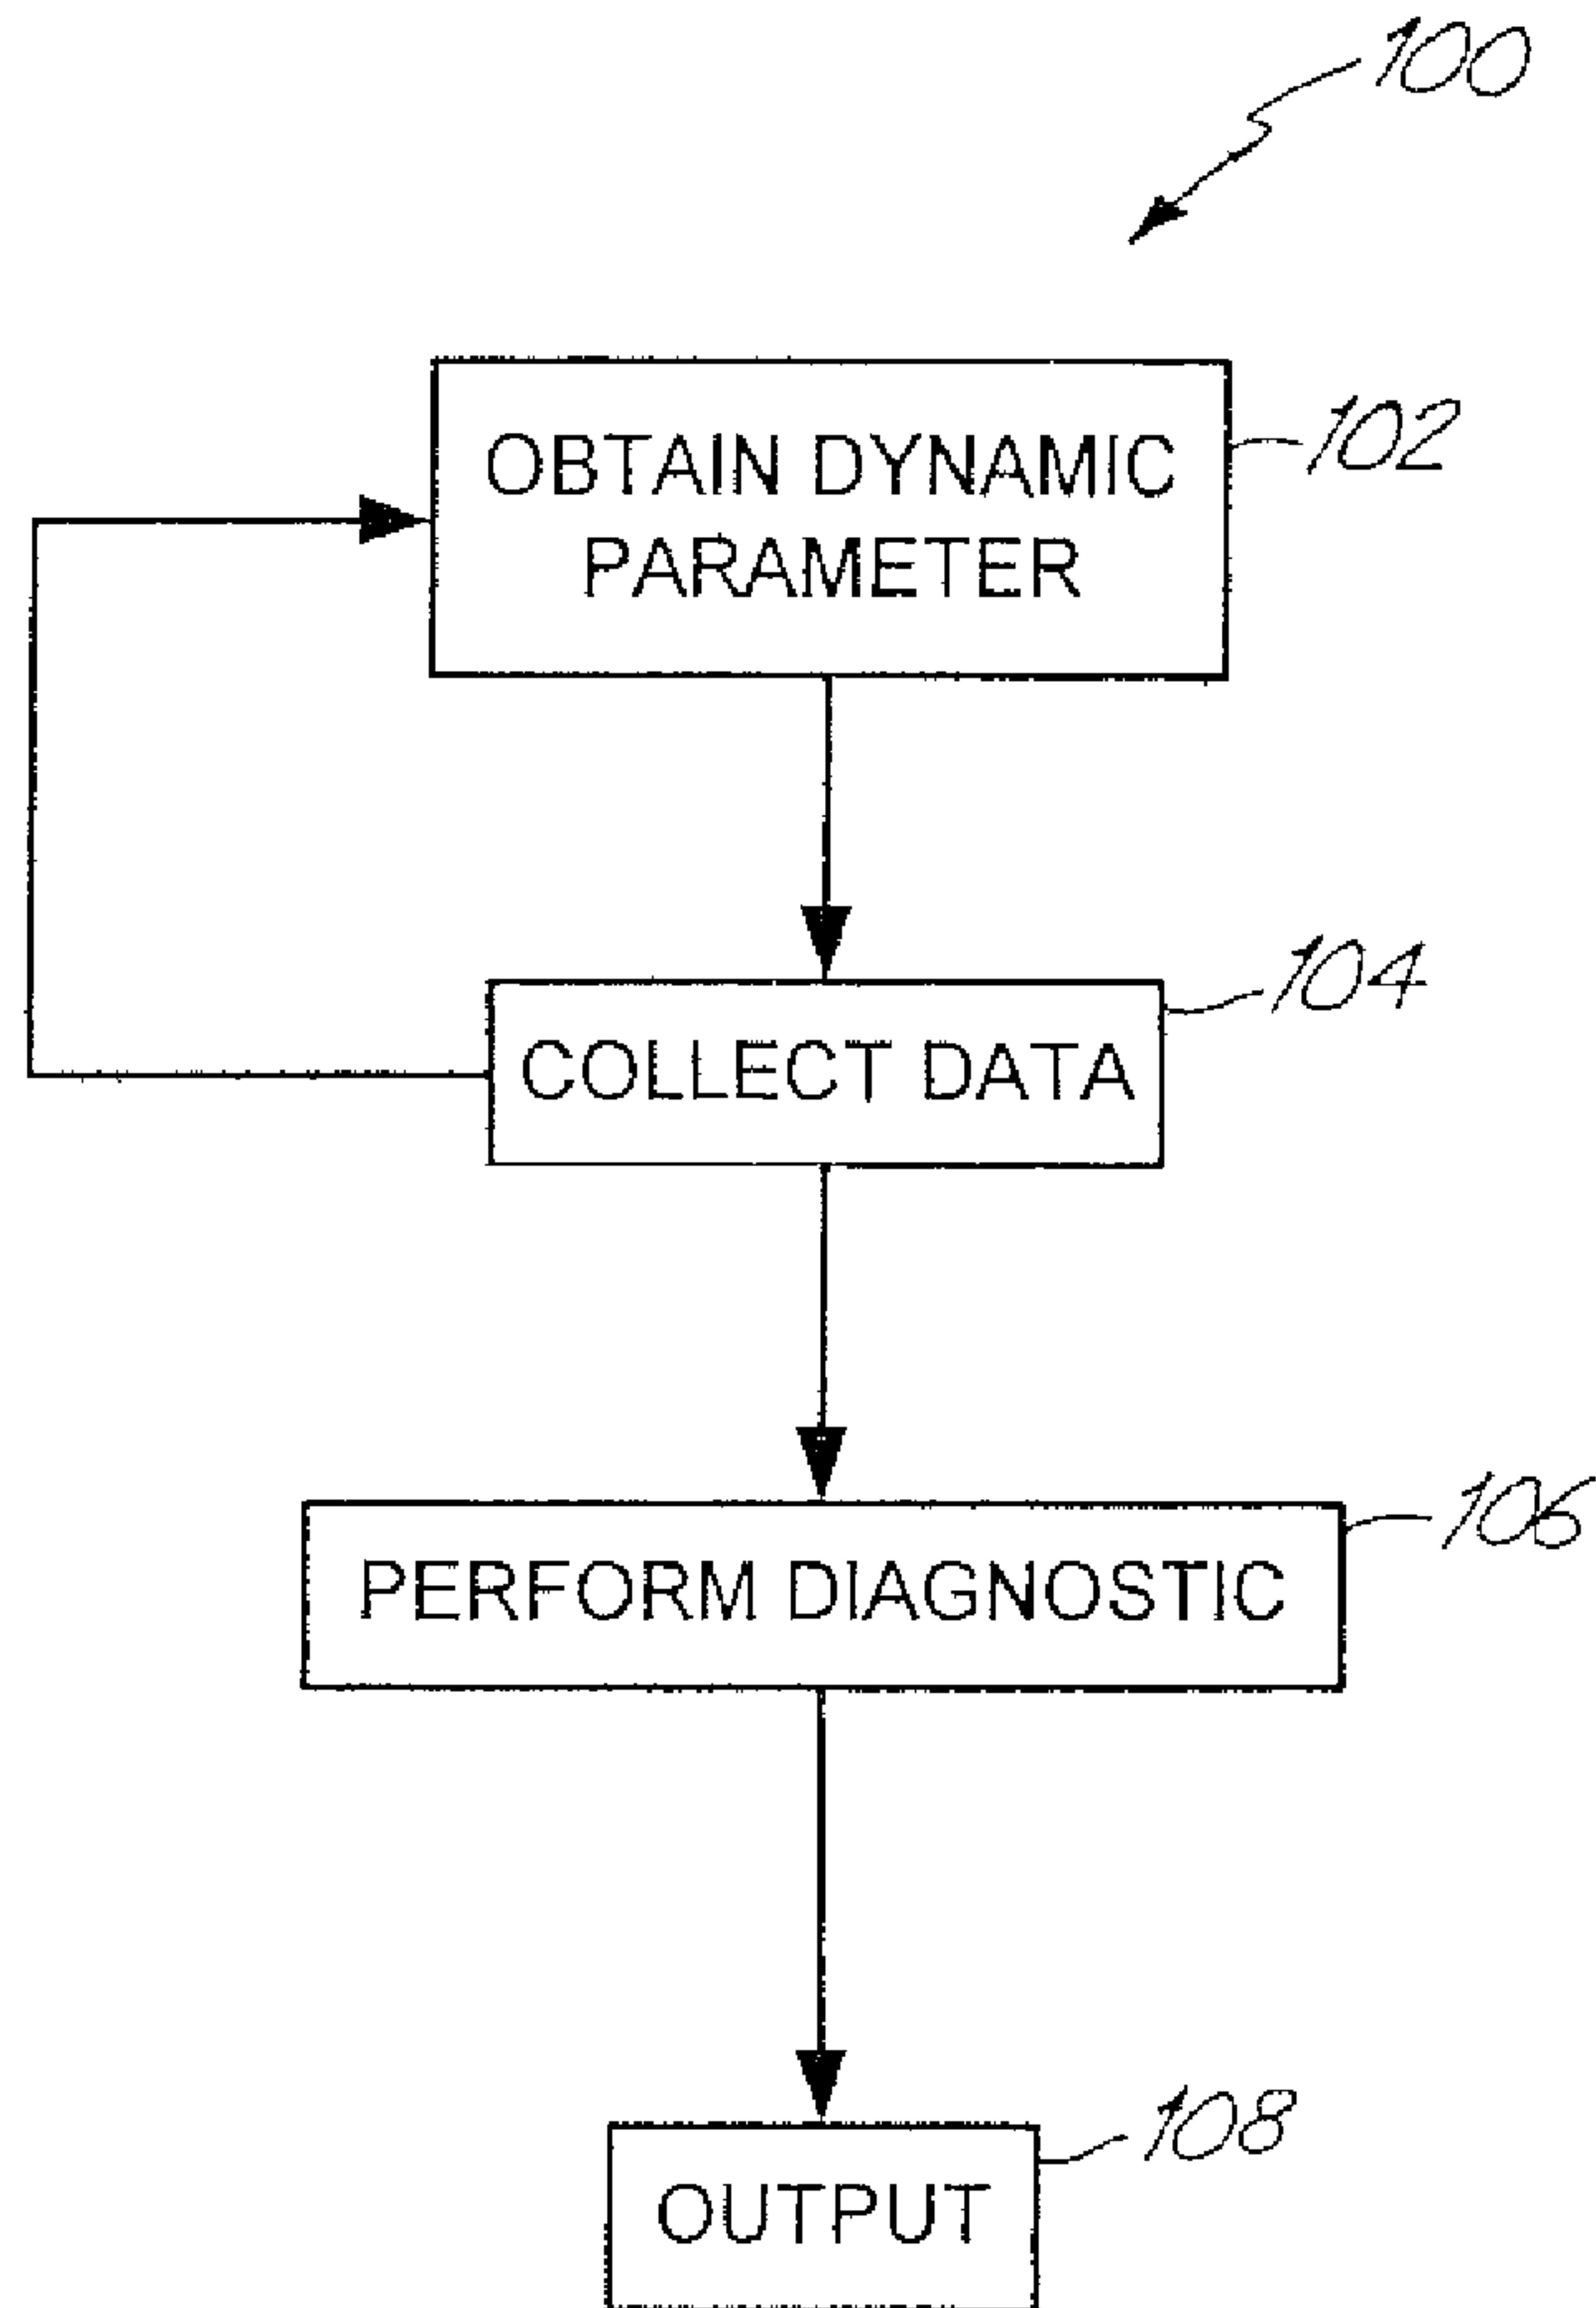 100
OBTAIN DYNAMIC
PARAMETER
102
COLLECT DATA
104
PERFORM DIAGNOSTIC
106
OUTPUT
108